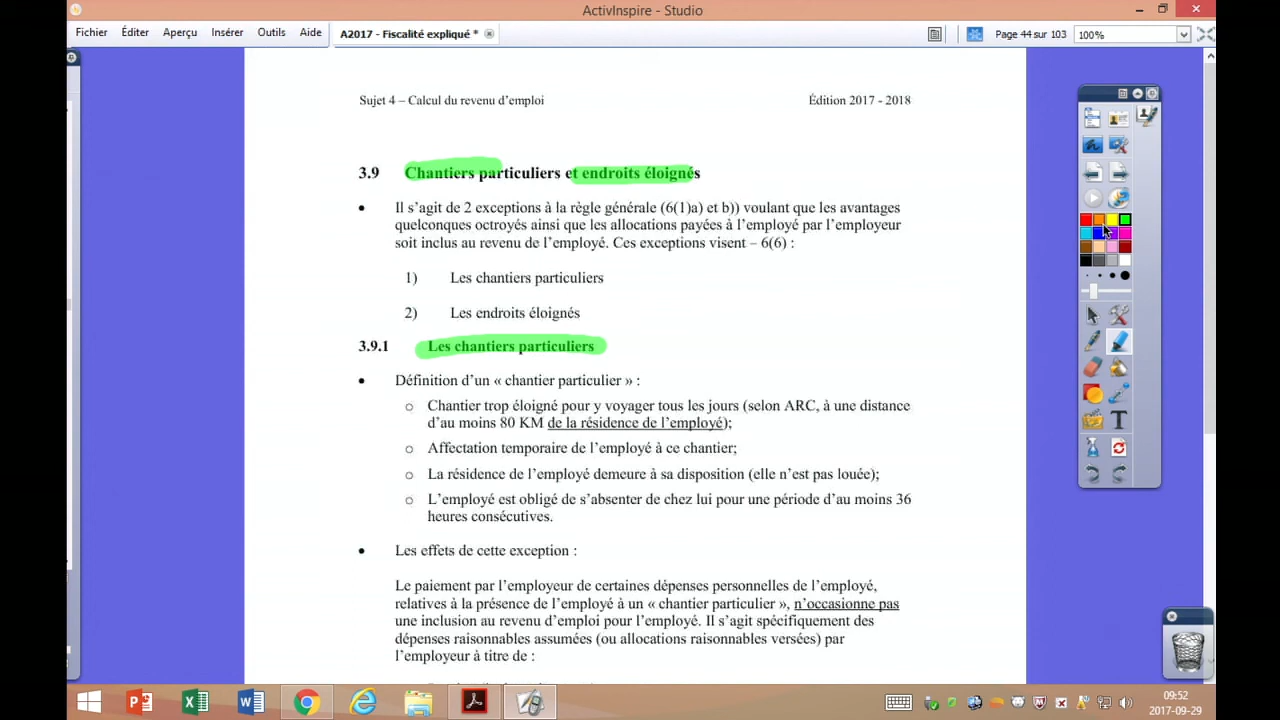 ActivInspire - Studio
Fichier Éditer Aperçu Insérer Outils Aide
A2017 - Fiscalité expliqué *
Page 44 sur 103
100%
Sujet 4 – Calcul du revenu d'emploi
Édition 2017 - 2018
3.9 Chantiers particuliers et endroits éloignés
• Il s'agit de 2 exceptions à la règle générale (6(1)a) et b)) voulant que les avantages
quelconques octroyés ainsi que les allocations payées à l'employé par l'employeur
soit inclus au revenu de l'employé. Ces exceptions visent – 6(6) :
1) Les chantiers particuliers
2) Les endroits éloignés
3.9.1 Les chantiers particuliers
• Définition d'un « chantier particulier » :
o Chantier trop éloigné pour y voyager tous les jours (selon ARC, à une distance
d'au moins 80 KM de la résidence de l'employé);
o Affectation temporaire de l'employé à ce chantier;
o La résidence de l'employé demeure à sa disposition (elle n'est pas louée);
o L'employé est obligé de s'absenter de chez lui pour une période d'au moins 36
heures consécutives.
• Les effets de cette exception :
Le paiement par l'employeur de certaines dépenses personnelles de l'employé,
relatives à la présence de l'employé à un « chantier particulier », n'occasionne pas
une inclusion au revenu d'emploi pour l'employé. Il s'agit spécifiquement des
dépenses raisonnables assumées (ou allocations raisonnables versées) par
l'employeur à titre de :
09:52
2017-09-29